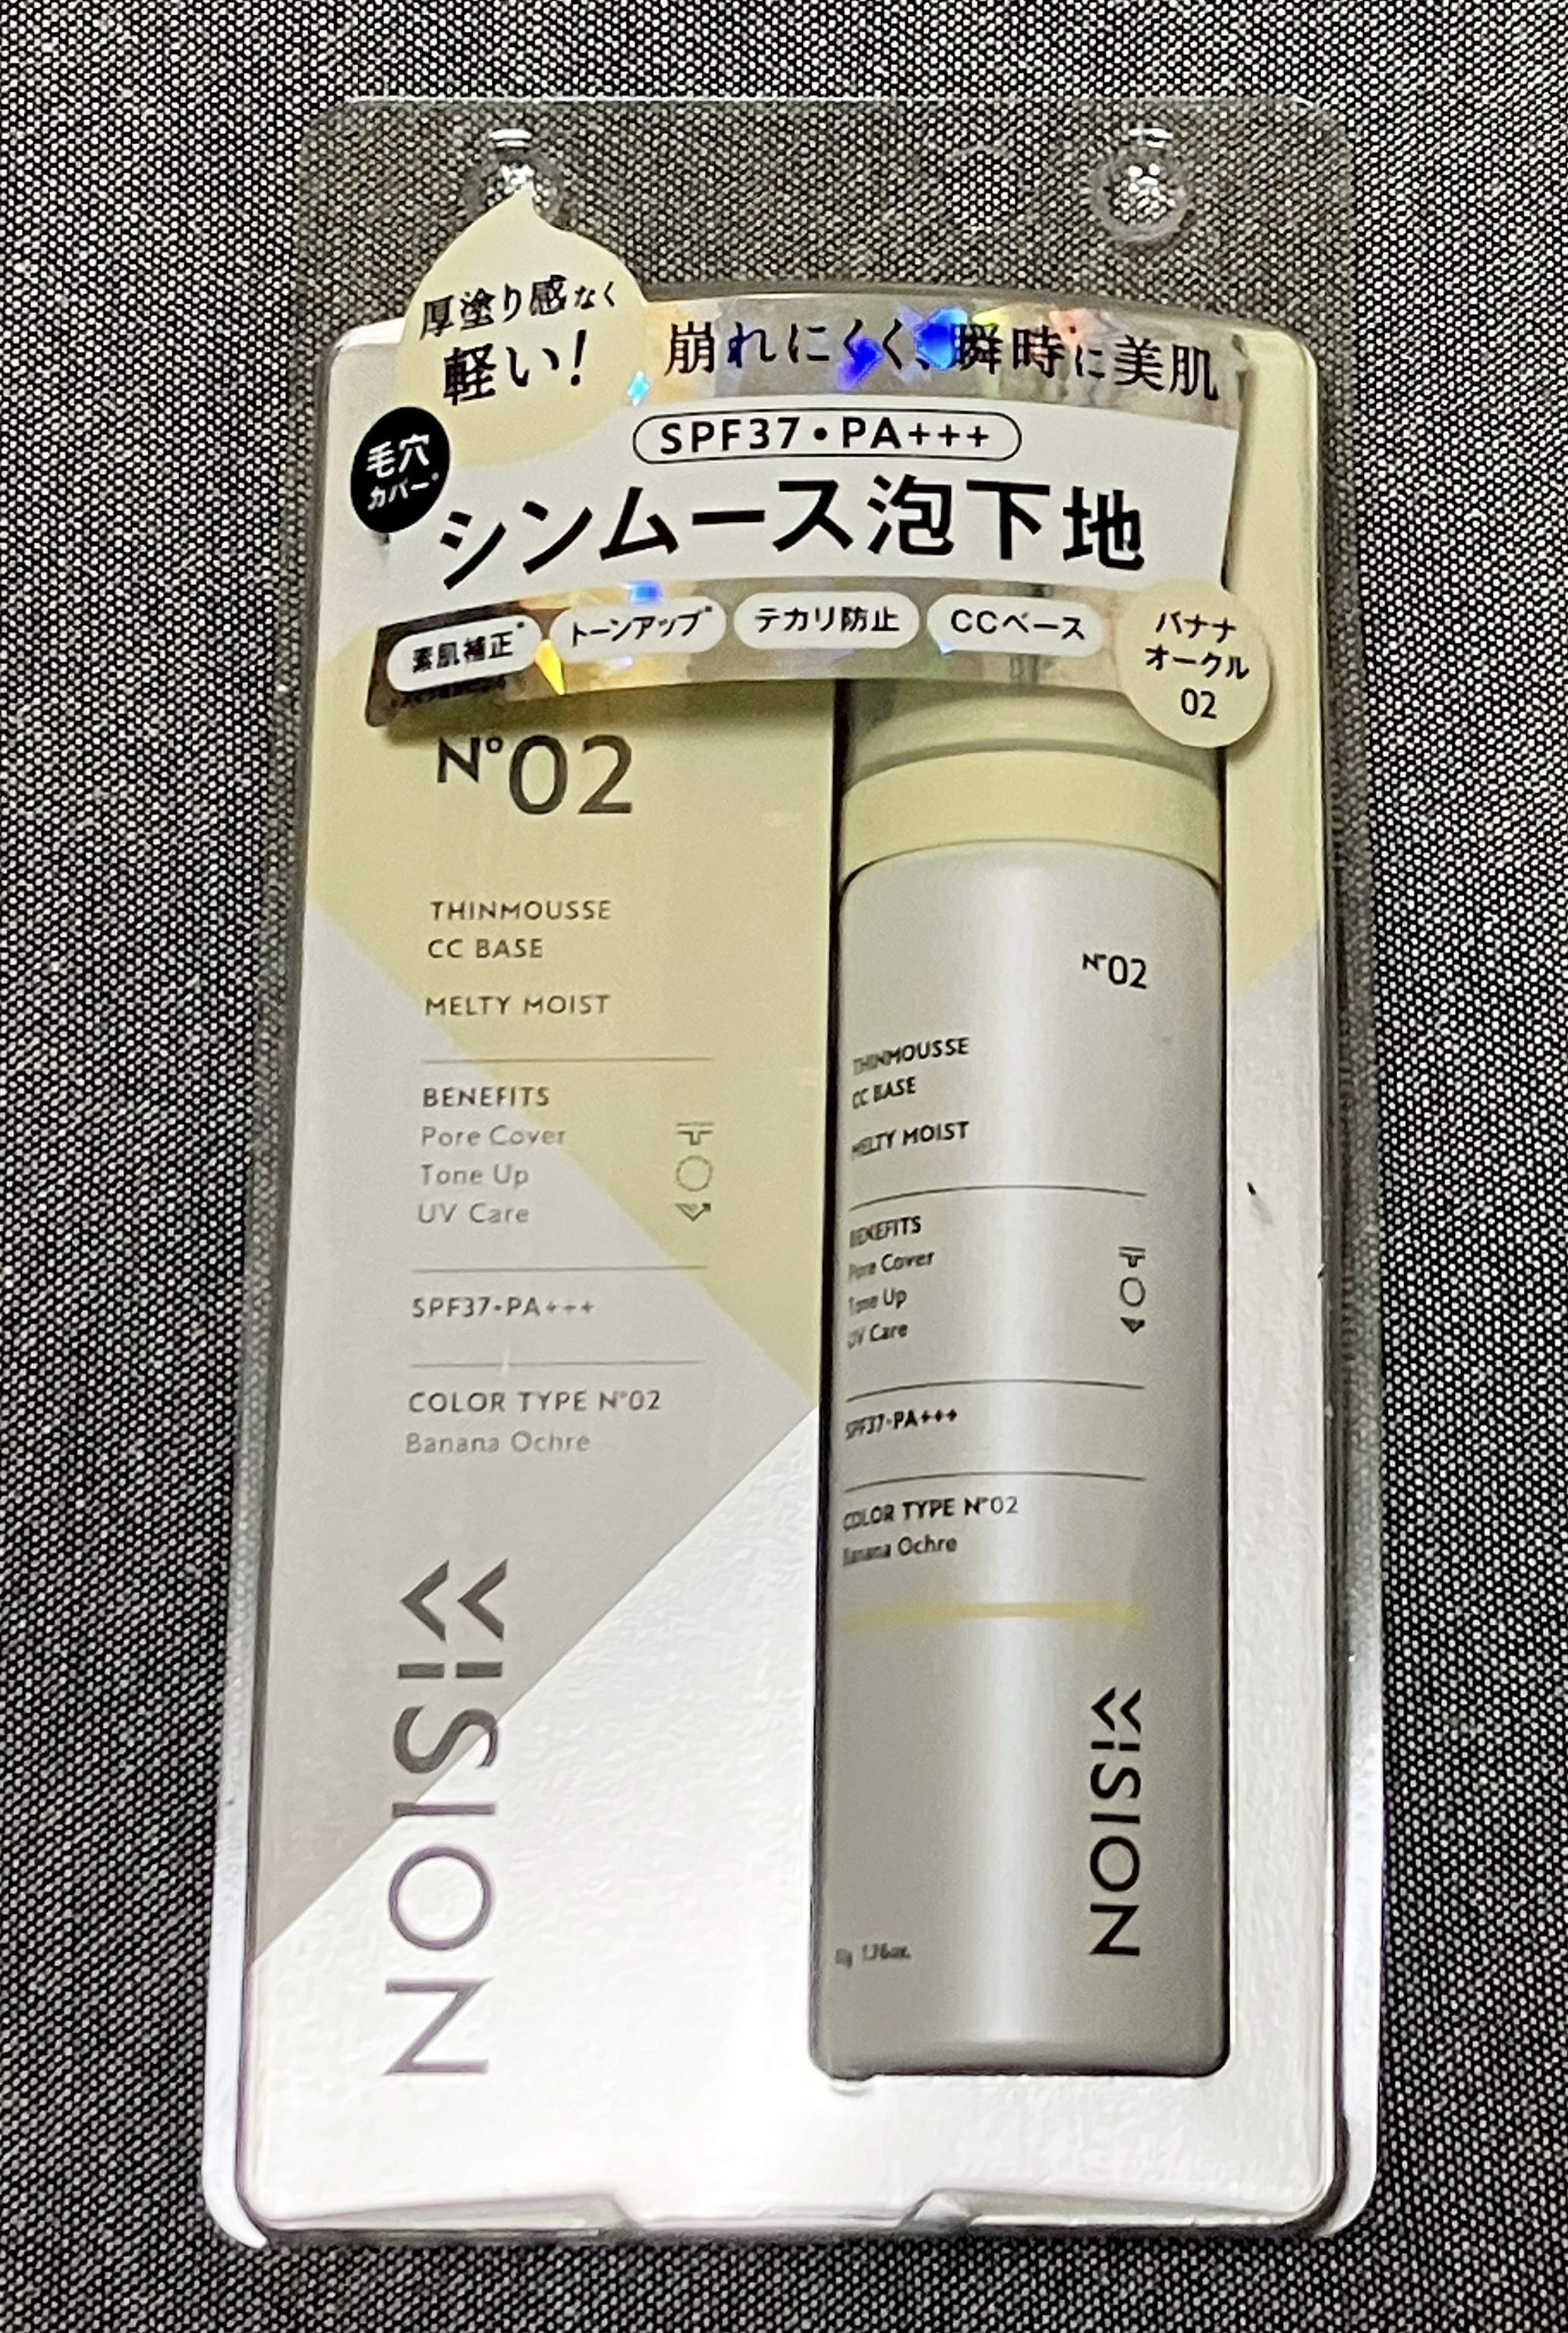 厚塗り感なく
軽い!
崩れにくく、瞬時に美肌
毛穴
カバー*
SPF37・PA+++
シンムース泡下地
素肌補正*
トーンアップ*
テカリ防止
CCベース
バナナ
オークル
02
N°02
THINMOUSSE
CC BASE
MELTY MOIST
BENEFITS
Pore Cover
Tone Up
UV Care
SPF37・PA+++
COLOR TYPE N°02
Banana Ochre
NOISIV
N°02
THINMOUSSE
CC BASE
MELTY MOIST
BENEFITS
Pore Cover
Tone Up
UV Care
SPF37・PA+++
COLOR TYPE N°02
Banana Ochre
NOISIV
1.76oz.